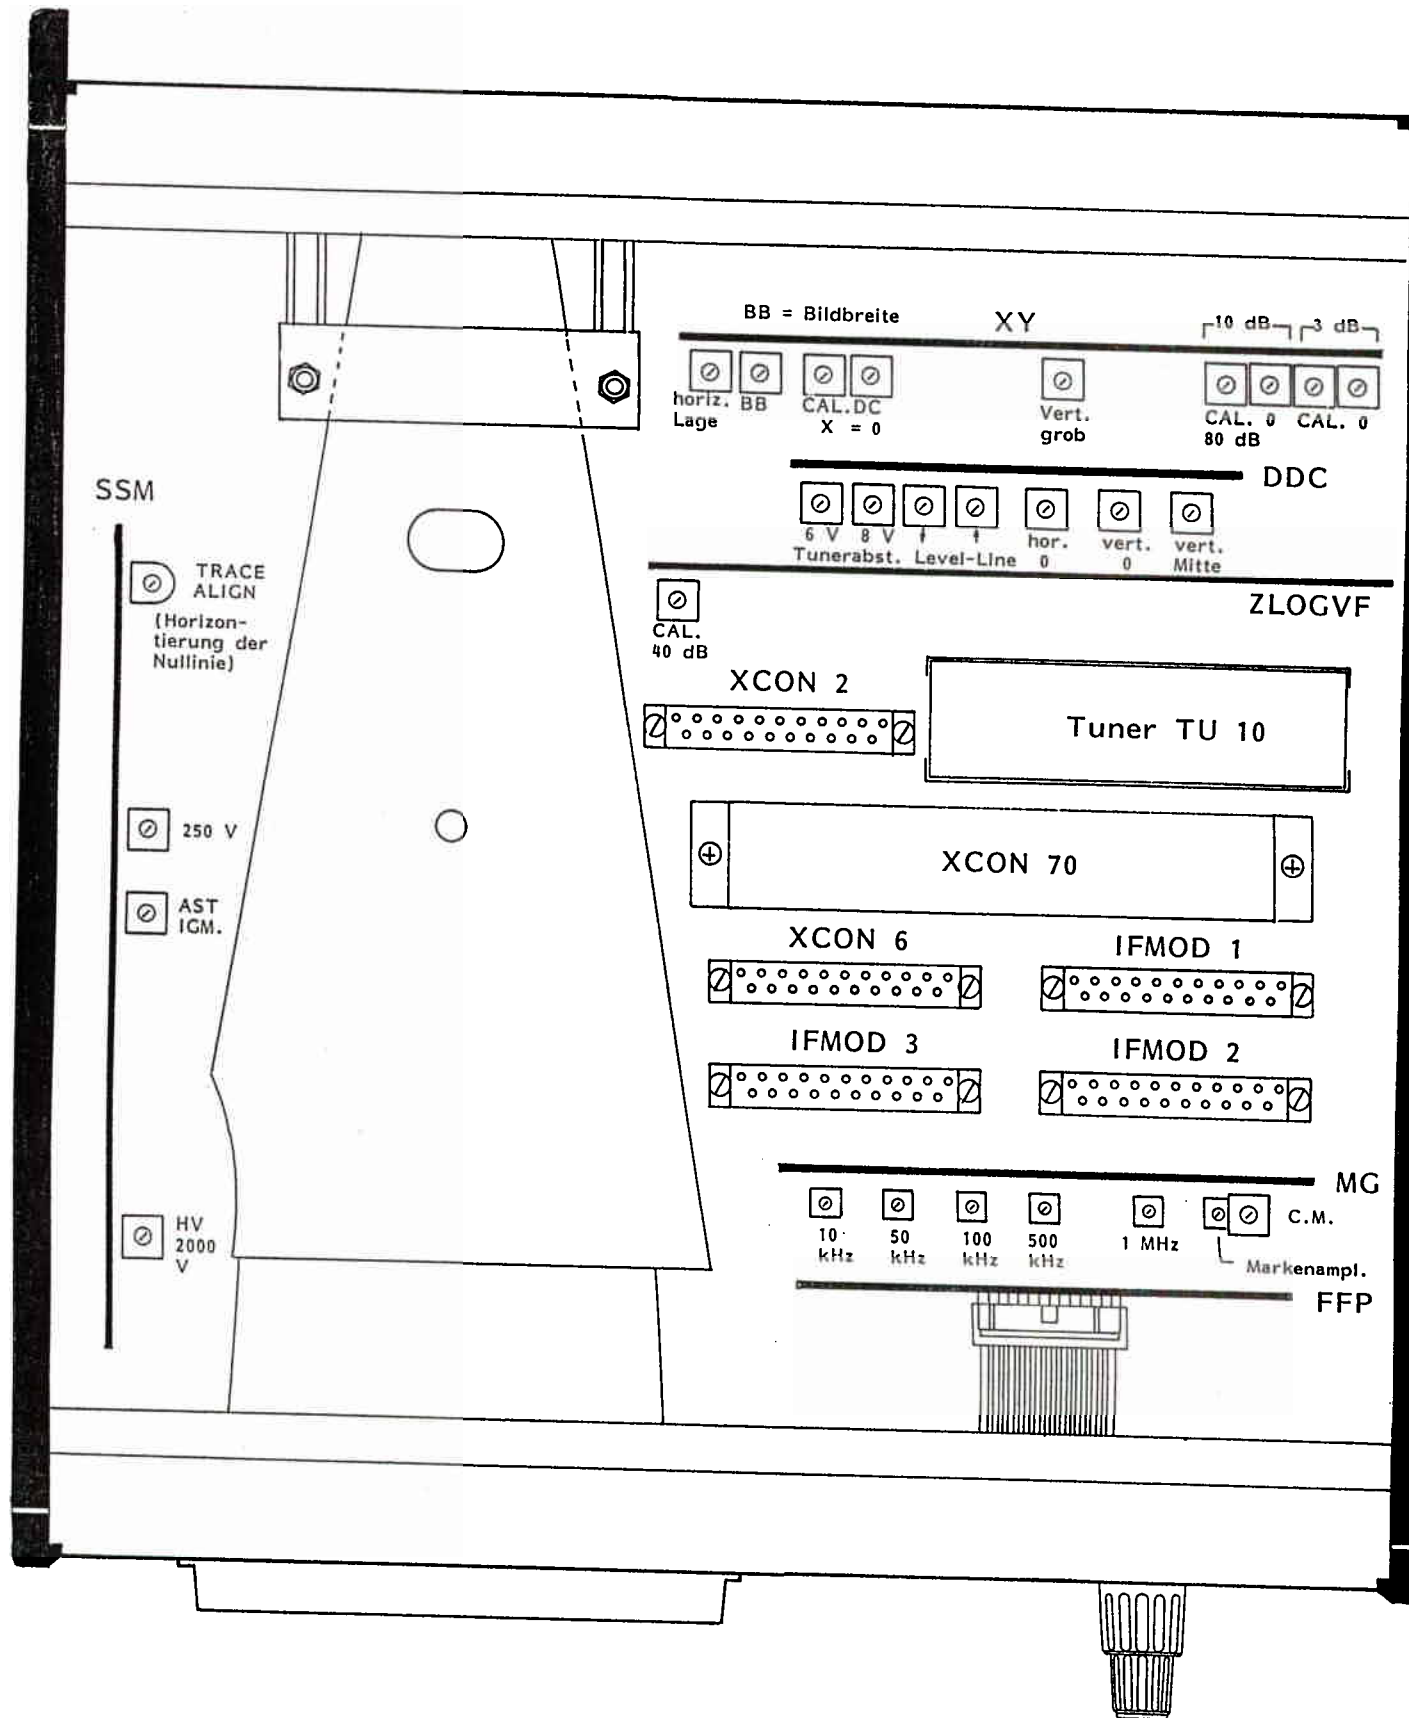 BB = Bildbreite
XY
10 dB
3 dB
horiz.
Lage
BB
CAL.DC
X = 0
Vert.
grob
CAL. 0
80 dB
CAL. 0
DDC
6 V
8 V
Tunerabst.
Level-Line
hor.
0
vert.
0
vert.
Mitte
SSM
TRACE
ALIGN
(Horizon-
tierung der
Nullinie)
ZLOGVF
CAL.
40 dB
XCON 2
Tuner TU 10
250 V
XCON 70
AST
IGM.
XCON 6
IFMOD 1
IFMOD 3
IFMOD 2
MG
HV
2000
V
10
kHz
50
kHz
100
kHz
500
kHz
1 MHz
C.M.
Markenampl.
FFP